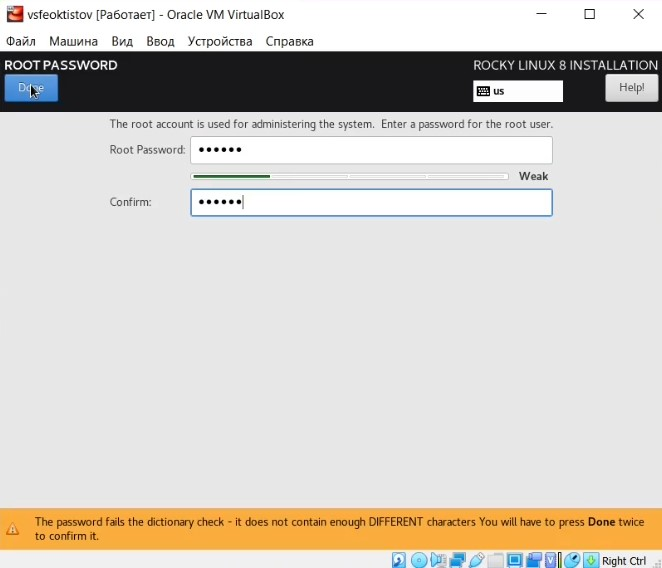 vsfeoktistov [Работает] - Oracle VM VirtualBox
Файл Машина Вид Ввод Устройства Справка
ROOT PASSWORD
ROCKY LINUX 8 INSTALLATION
Done
us
Help!
The root account is used for administering the system. Enter a password for the root user.
Root Password: ••••••
Weak
Confirm: ••••••
The password fails the dictionary check - it does not contain enough DIFFERENT characters You will have to press Done twice
to confirm it.
Right Ctrl